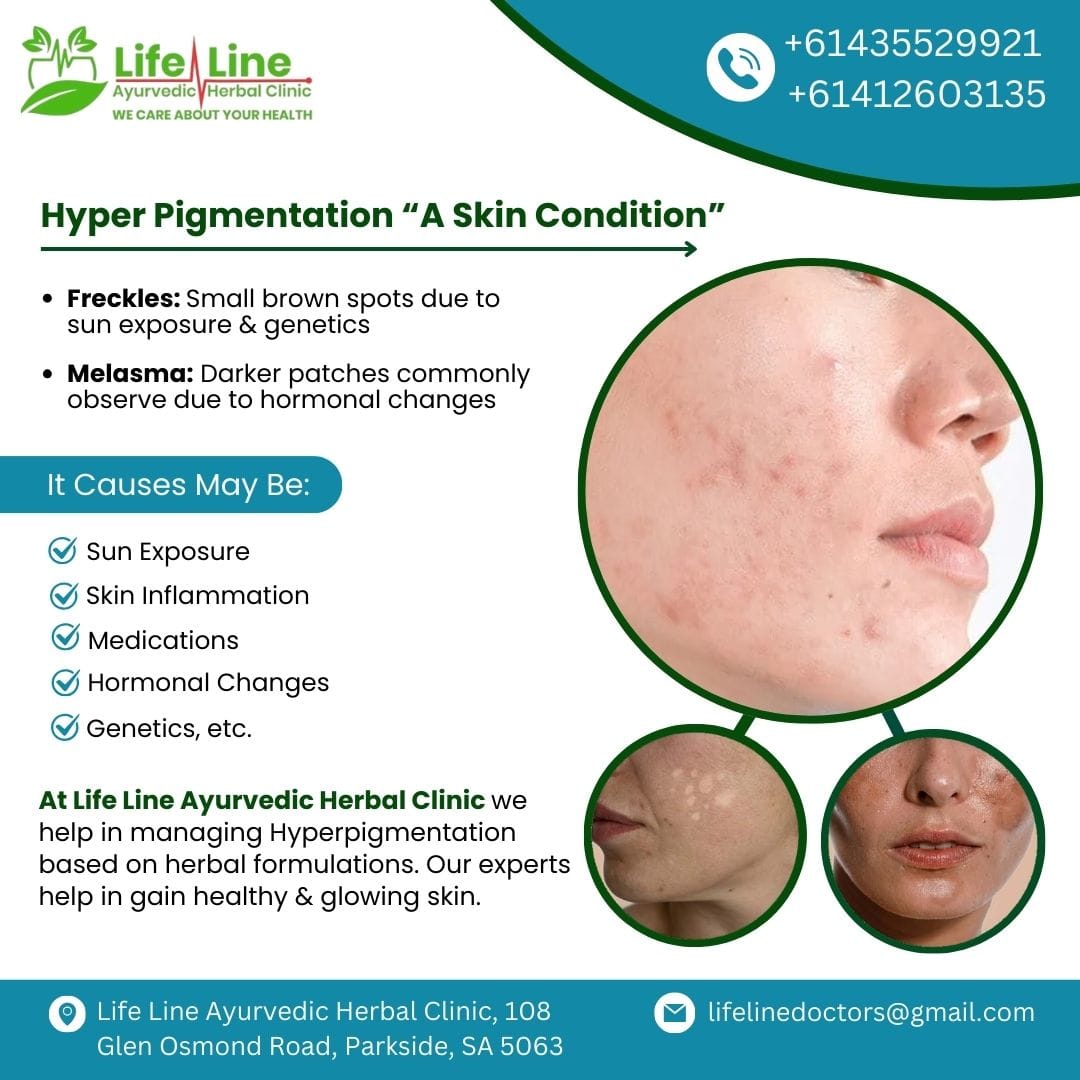 Life Line
Ayurvedic Herbal Clinic
WE CARE ABOUT YOUR HEALTH
+61435529921
+61412603135
Hyper Pigmentation “A Skin Condition”
• Freckles: Small brown spots due to
sun exposure & genetics
• Melasma: Darker patches commonly
observe due to hormonal changes
It Causes May Be:
Sun Exposure
Skin Inflammation
Medications
Hormonal Changes
Genetics, etc.
At Life Line Ayurvedic Herbal Clinic we
help in managing Hyperpigmentation
based on herbal formulations. Our experts
help in gain healthy & glowing skin.
Life Line Ayurvedic Herbal Clinic, 108
Glen Osmond Road, Parkside, SA 5063
lifelinedoctors@gmail.com